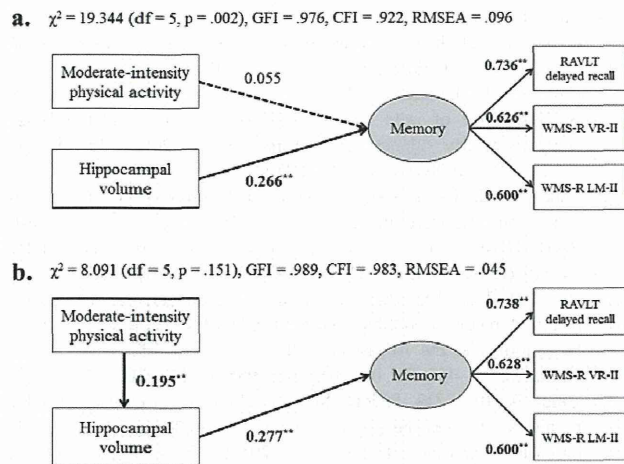 a. χ² = 19.344 (df = 5, p = .002), GFI = .976, CFI = .922, RMSEA = .096
Moderate-intensity
physical activity
0.055
Hippocampal
volume
0.266**
Memory
0.736**
RAVLT
delayed recall
0.626**
WMS-R VR-II
0.600**
WMS-R LM-II
b. χ² = 8.091 (df = 5, p = .151), GFI = .989, CFI = .983, RMSEA = .045
Moderate-intensity
physical activity
0.195**
Hippocampal
volume
0.277**
Memory
0.738**
RAVLT
delayed recall
0.628**
WMS-R VR-II
0.600**
WMS-R LM-II